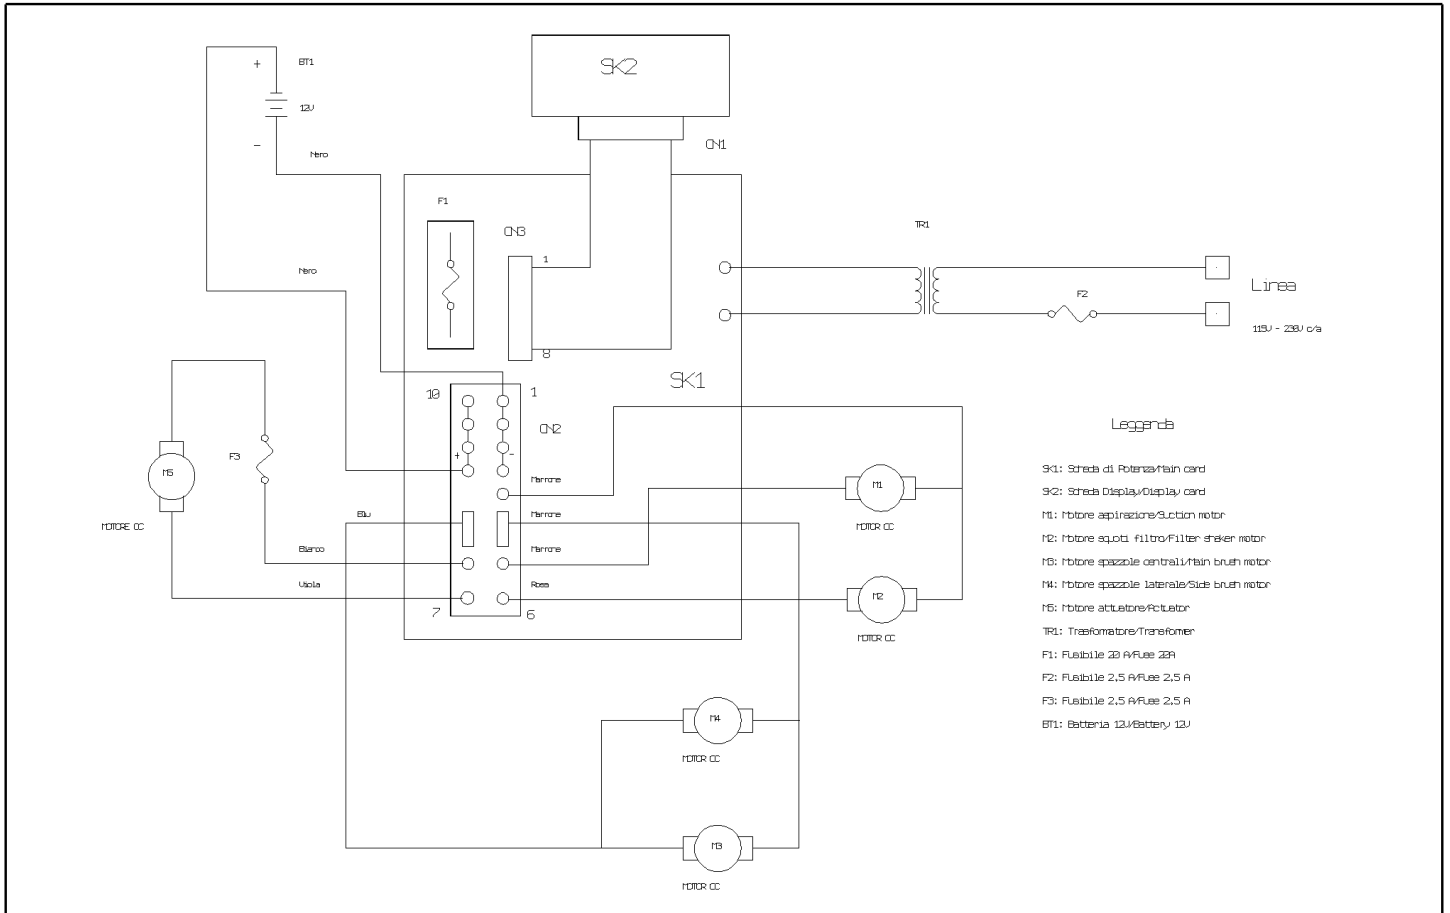 SK2
+
BT1
12V
-
Nero
CN1
F1
CN3
1
TR1
Nero
Linea
F2
115V - 230V c/a
8
SK1
10
1
CN2
Leggenda
F3
+
-
M5
Marrone
M1
SK1: Scheda di Potenza/Main card
SK2: Scheda Display/Display card
MOTORE CC
Blu
Marrone
MOTOR CC
M1: Motore aspirazione/Suction motor
M2: Motore squoti filtro/Filter shaker motor
Bianco
Marrone
M3: Motore spazzole centrali/Main brush motor
Viola
Rosa
M2
M4: Motore spazzole laterale/Side brush motor
7
6
M5: Motore attuatore/Actuator
MOTOR CC
TR1: Trasformatore/Transformer
F1: Fusibile 20 A/Fuse 20A
F2: Fusibile 2,5 A/Fuse 2,5 A
F3: Fusibile 2,5 A/Fuse 2,5 A
M4
BT1: Batteria 12V/Battery 12V
MOTOR CC
M3
MOTOR CC